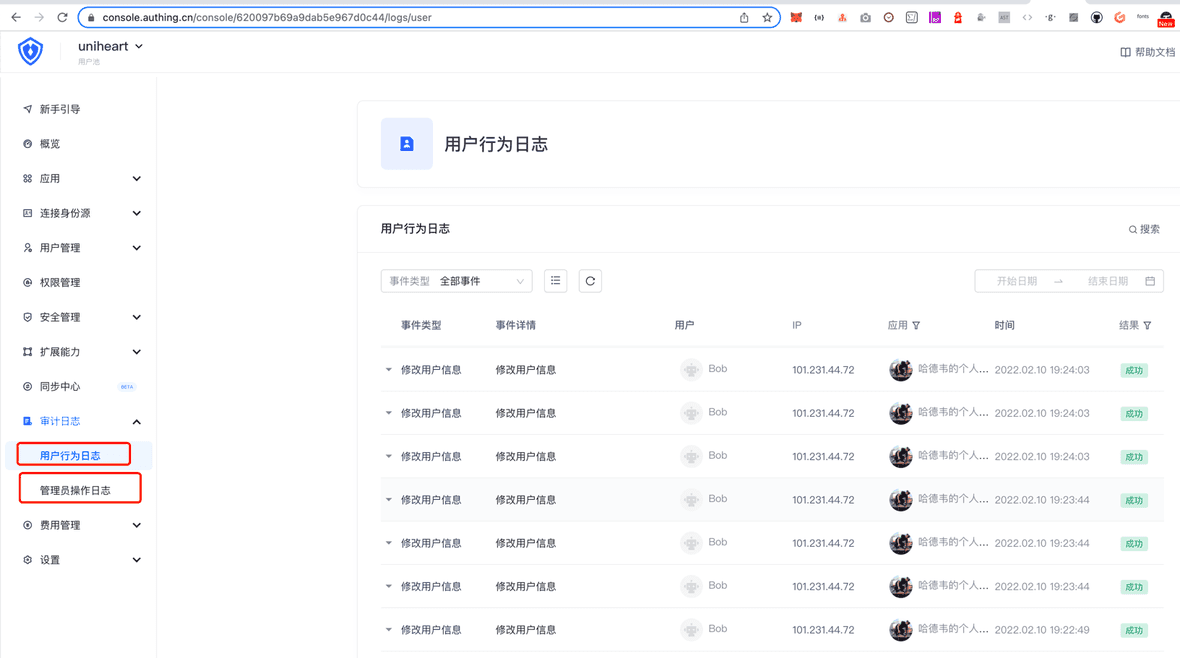 console.authing.cn/console/620097b69a9dab5e967d0c44/logs/user
New
uniheart
用户池
帮助文档
新手引导
概览
应用
连接身份源
用户管理
权限管理
安全管理
扩展能力
同步中心 BETA
审计日志
用户行为日志
管理员操作日志
费用管理
设置
用户行为日志
用户行为日志
搜索
事件类型 全部事件
开始日期 结束日期
事件类型 事件详情 用户 IP 应用 时间 结果
修改用户信息 修改用户信息 Bob 101.231.44.72 哈德韦的个人... 2022.02.10 19:24:03 成功
修改用户信息 修改用户信息 Bob 101.231.44.72 哈德韦的个人... 2022.02.10 19:24:03 成功
修改用户信息 修改用户信息 Bob 101.231.44.72 哈德韦的个人... 2022.02.10 19:24:03 成功
修改用户信息 修改用户信息 Bob 101.231.44.72 哈德韦的个人... 2022.02.10 19:23:44 成功
修改用户信息 修改用户信息 Bob 101.231.44.72 哈德韦的个人... 2022.02.10 19:23:44 成功
修改用户信息 修改用户信息 Bob 101.231.44.72 哈德韦的个人... 2022.02.10 19:23:44 成功
修改用户信息 修改用户信息 Bob 101.231.44.72 哈德韦的个人... 2022.02.10 19:22:49 成功